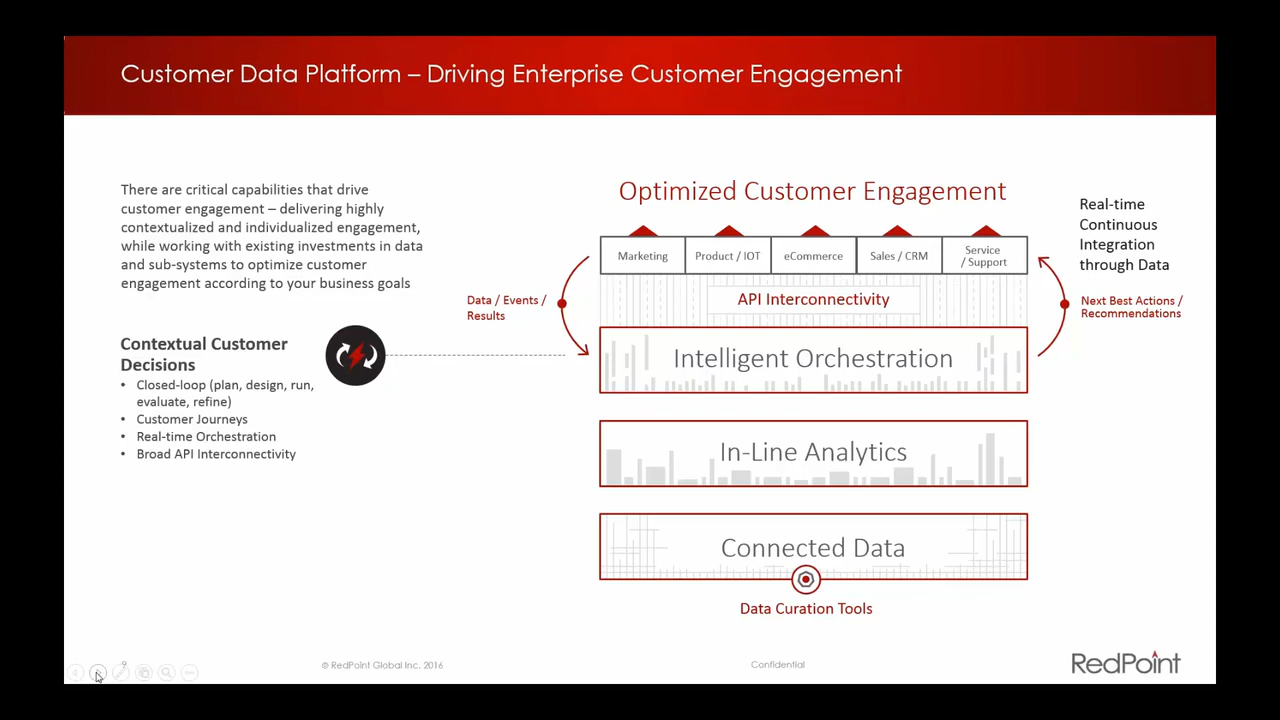 Customer Data Platform – Driving Enterprise Customer Engagement
There are critical capabilities that drive
customer engagement – delivering highly
contextualized and individualized engagement,
while working with existing investments in data
and sub-systems to optimize customer
engagement according to your business goals
Contextual Customer
Decisions
• Closed-loop (plan, design, run,
evaluate, refine)
• Customer Journeys
• Real-time Orchestration
• Broad API Interconnectivity
Optimized Customer Engagement
Marketing
Product / IOT
eCommerce
Sales / CRM
Service
/ Support
API Interconnectivity
Data / Events /
Results
Intelligent Orchestration
In-Line Analytics
Connected Data
Data Curation Tools
Real-time
Continuous
Integration
through Data
Next Best Actions /
Recommendations
9
© RedPoint Global Inc. 2016
Confidential
RedPoint